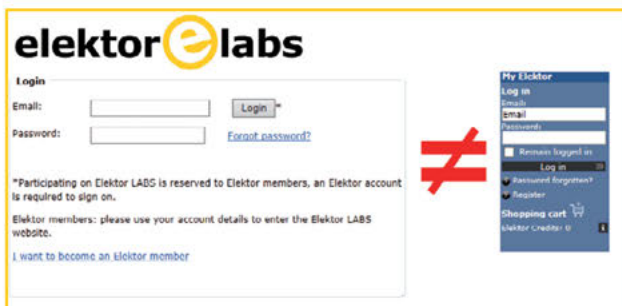 elektor e labs
Login
Email:
Login *
Password:
Forgot password?
*Participating on Elektor LABS is reserved to Elektor members, an Elektor account
is required to sign on.
Elektor members: please use your account details to enter the Elektor LABS
website.
I want to become an Elektor member
≠
My Elektor
Log in
Email:
Email
Password:
Remain logged in
Log in
Password forgotten?
Register
Shopping cart
Elektor Credits: 0
i